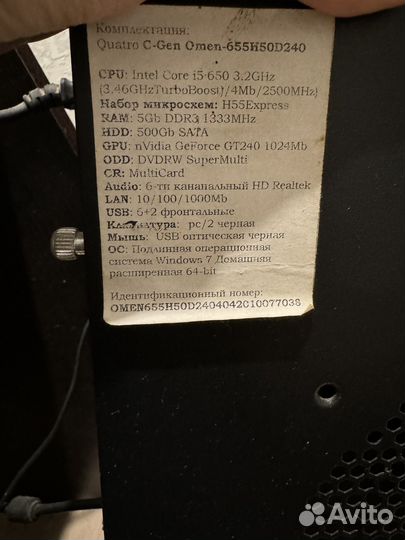 Комплектация:
Quatro C-Gen Omen-655H50D240
CPU: Intel Core i5-650 3.2GHz
(3.46GHzTurboBoost)/4Mb/2500MHz)
Набор микросхем: H55Express
RAM: 5Gb DDR3 1333MHz
HDD: 500Gb SATA
GPU: nVidia GeForce GT240 1024Mb
ODD: DVDRW SuperMulti
CR: MultiCard
Audio: 6-ти канапальный HD Realtek
LAN: 10/100/1000Mb
USB: 6+2 фронтальные
Клавиатура: pc/2 черная
Мышь: USB оптическая черная
ОС: Подлинная операционная
система Windows 7 Домашняя
расширенная 64-bit
Идентификационный номер:
OMEN655H50D2404042010077038
Avito